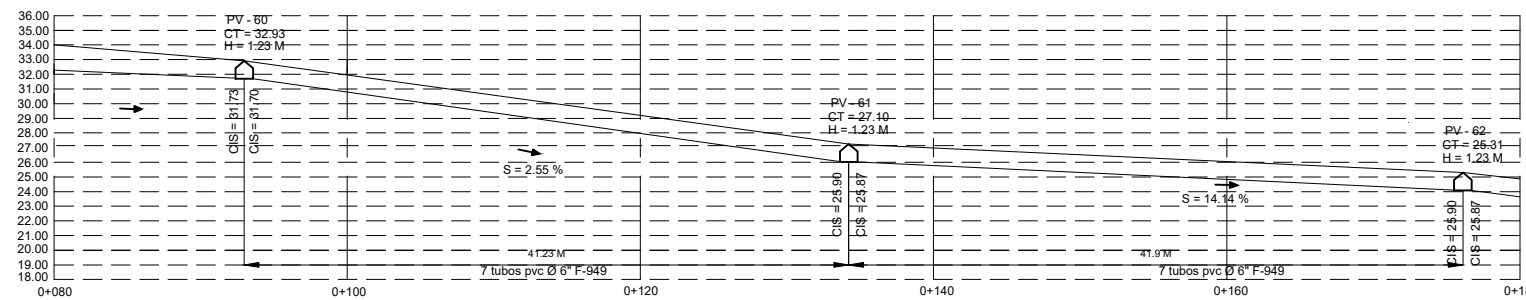 36.00
35.00
34.00
33.00
32.00
31.00
30.00
29.00
28.00
27.00
26.00
25.00
24.00
23.00
22.00
21.00
20.00
19.00
18.00
PV - 60
CT = 32.93
H = 1.23 M
CIS = 31.73
CIS = 31.70
S = 2.55 %
PV - 61
CT = 27.10
H = 1.23 M
CIS = 25.90
CIS = 25.87
S = 14.14 %
PV - 62
CT = 25.31
H = 1.23 M
CIS = 25.90
CIS = 25.87
41.23 M
7 tubos pvc Ø 6" F-949
41.9 M
7 tubos pvc Ø 6" F-949
0+080
0+100
0+120
0+140
0+160